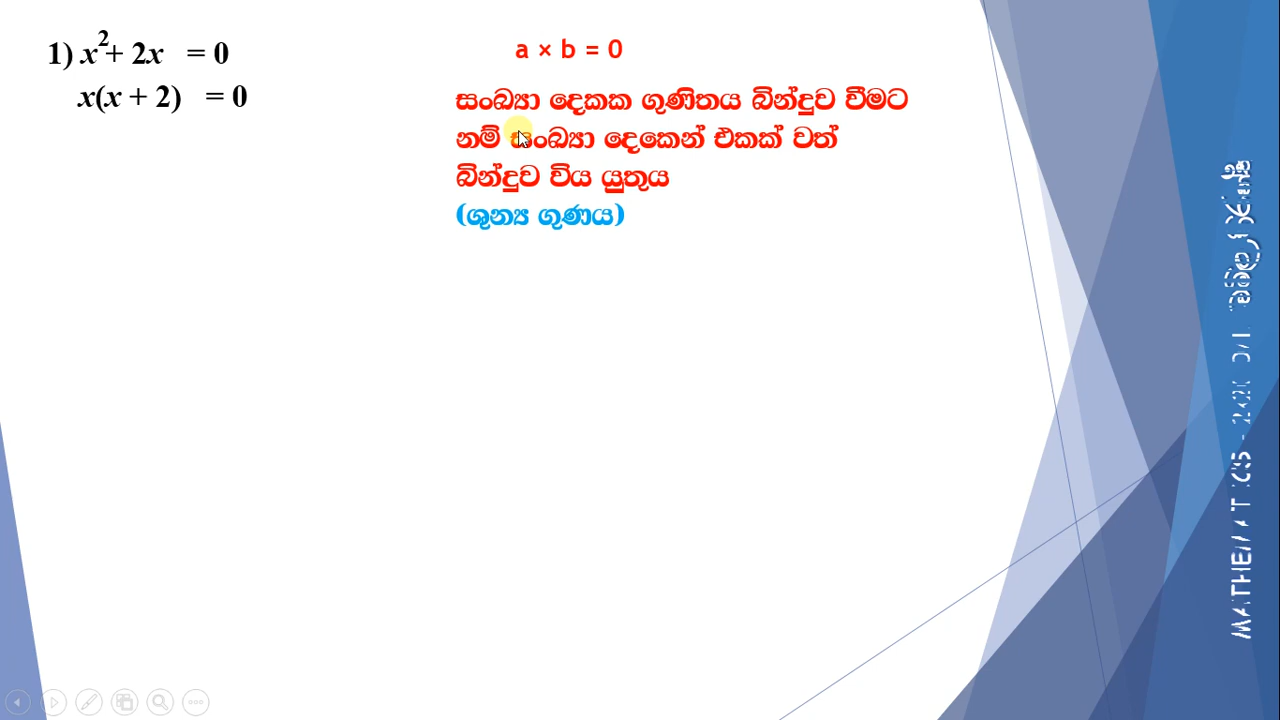 1) x²+ 2x = 0
x(x + 2) = 0
a × b = 0
සංඛ්‍යා දෙකක ගුණිතය බින්දුව වීමට
නම් සංඛ්‍යා දෙකෙන් එකක් වත්
බින්දුව විය යුතුය
(ශුන්‍ය ගුණය)